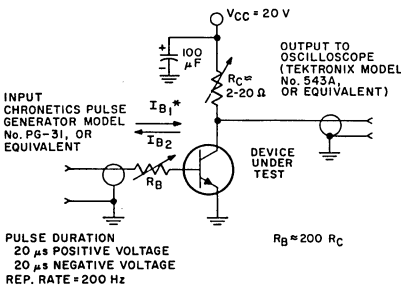 VCC = 20 V
+
100
μF
−
RC≈
2-20 Ω
OUTPUT TO
OSCILLOSCOPE
(TEKTRONIX MODEL
No. 543A,
OR EQUIVALENT)
INPUT
CHRONETICS PULSE
GENERATOR MODEL
No. PG-31, OR
EQUIVALENT
IB1*
IB2
RB
DEVICE
UNDER
TEST
PULSE DURATION
20 μs POSITIVE VOLTAGE
20 μs NEGATIVE VOLTAGE
REP. RATE = 200 Hz
RB≈200 RC